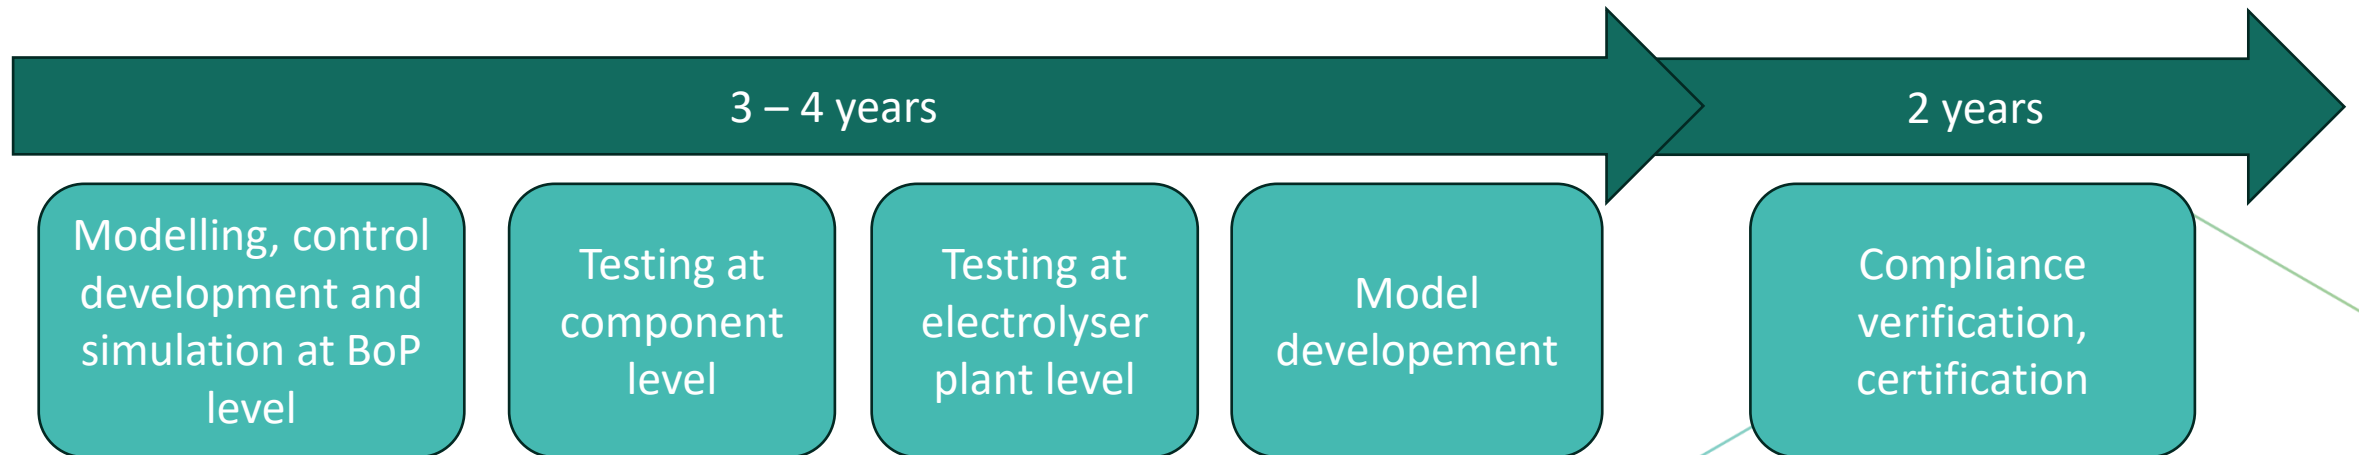 3 – 4 years
2 years
Modelling, control
development and
simulation at BoP
level
Testing at
component
level
Testing at
electrolyser
plant level
Model
developement
Compliance
verification,
certification